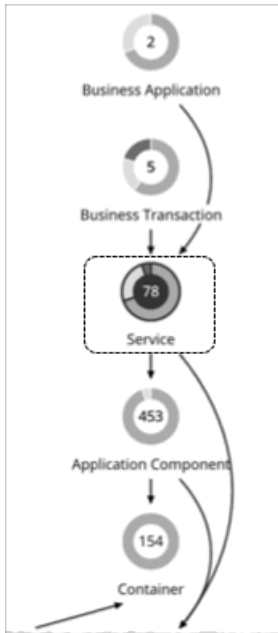 2
Business Application
5
Business Transaction
78
Service
453
Application Component
154
Container